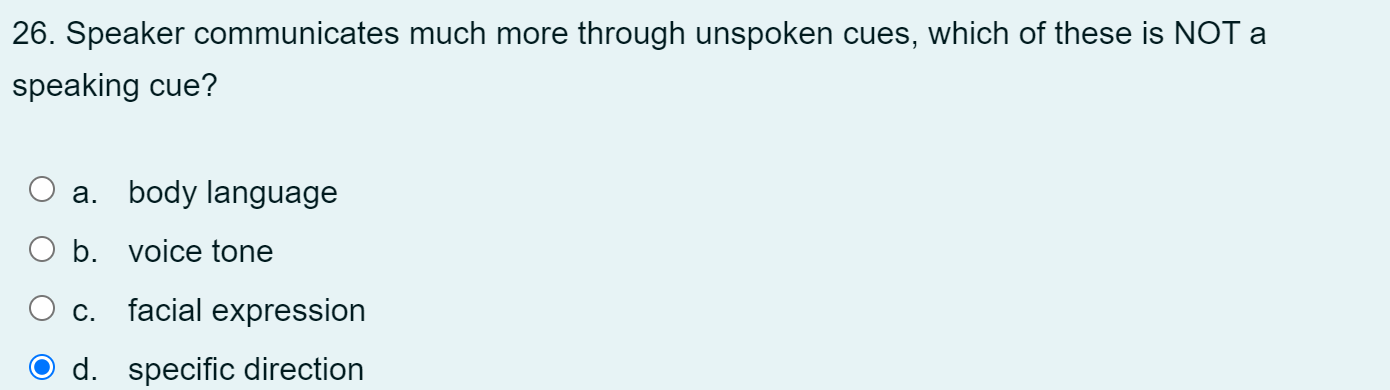 26. Speaker communicates much more through unspoken cues, which of these is NOT a
speaking cue?
a. body language
b. voice tone
c. facial expression
d. specific direction